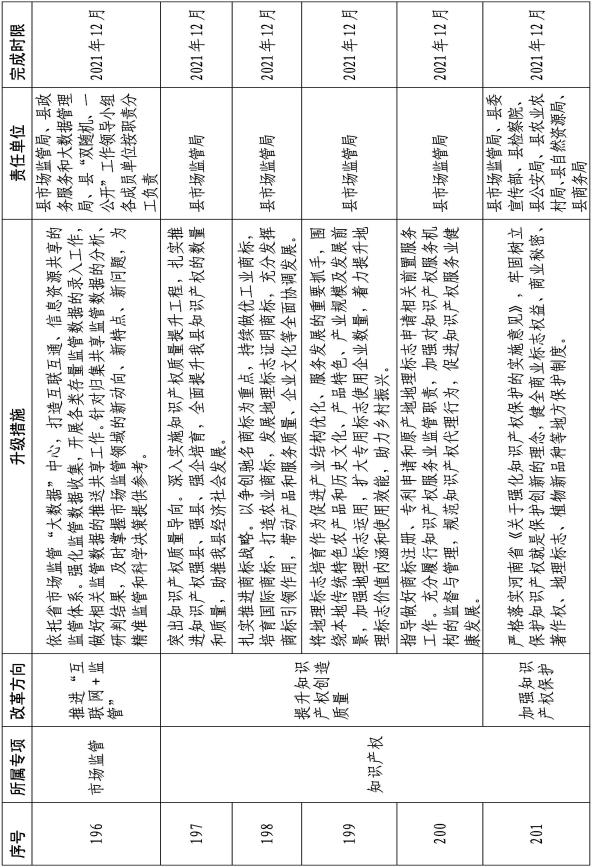 序号
所属专项
改革方向
升级措施
责任单位
完成时限
196
市场监管
推进“互
联网+监
管”
依托省市场监管“大数据”中心，打造互联互通、信息资源共享的
监管体系。强化监管数据收集，开展各类存量监管数据的录入工作，
做好相关监管数据的推送共享工作。针对归集共享监管数据的分析、
研判结果，及时掌握市场监管领域的新动向、新特点、新问题，为
精准监管和科学决策提供参考。
县市场监管局、县政
务服务和大数据管理
局、县“双随机、一
公开”工作领导小组
各成员单位按职责分
工负责
2021年12月
197
知识产权
提升知识
产权创造
质量
突出知识产权质量导向。深入实施知识产权质量提升工程，扎实推
进知识产权强县、强县、强企培育，全面提升我县知识产权的数量
和质量，助推我县经济社会发展。
县市场监管局
2021年12月
198
扎实推进商标战略。以争创驰名商标为重点，持续做优工业商标，
培育国际商标，打造农业商标，发展地理标志证明商标，充分发挥
商标引领作用，带动产品和服务质量、企业文化等全面协调发展。
县市场监管局
2021年12月
199
将地理标志培育作为促进产业结构优化、服务发展的重要抓手，围
绕本地传统特色农产品和历史文化、产品特色、产业规模及发展前
景，加强地理标志运用，扩大专用标志使用企业数量，着力提升地
理标志价值内涵和使用效能，助力乡村振兴。
县市场监管局
2021年12月
200
指导做好商标注册、专利申请和原产地地理标志申请相关前置服务
工作。充分履行知识产权服务业监管职责，加强对知识产权服务机
构的监督与管理，规范知识产权代理行为，促进知识产权服务业健
康发展。
县市场监管局
2021年12月
201
加强知识
产权保护
严格落实河南省《关于强化知识产权保护的实施意见》，牢固树立
保护知识产权就是保护创新的理念，健全商业标志权益、商业秘密、
著作权、地理标志、植物新品种等地方保护制度。
县市场监管局、县委
宣传部、县检察院、
县公安局、县农业农
村局、县自然资源局、
县商务局
2021年12月